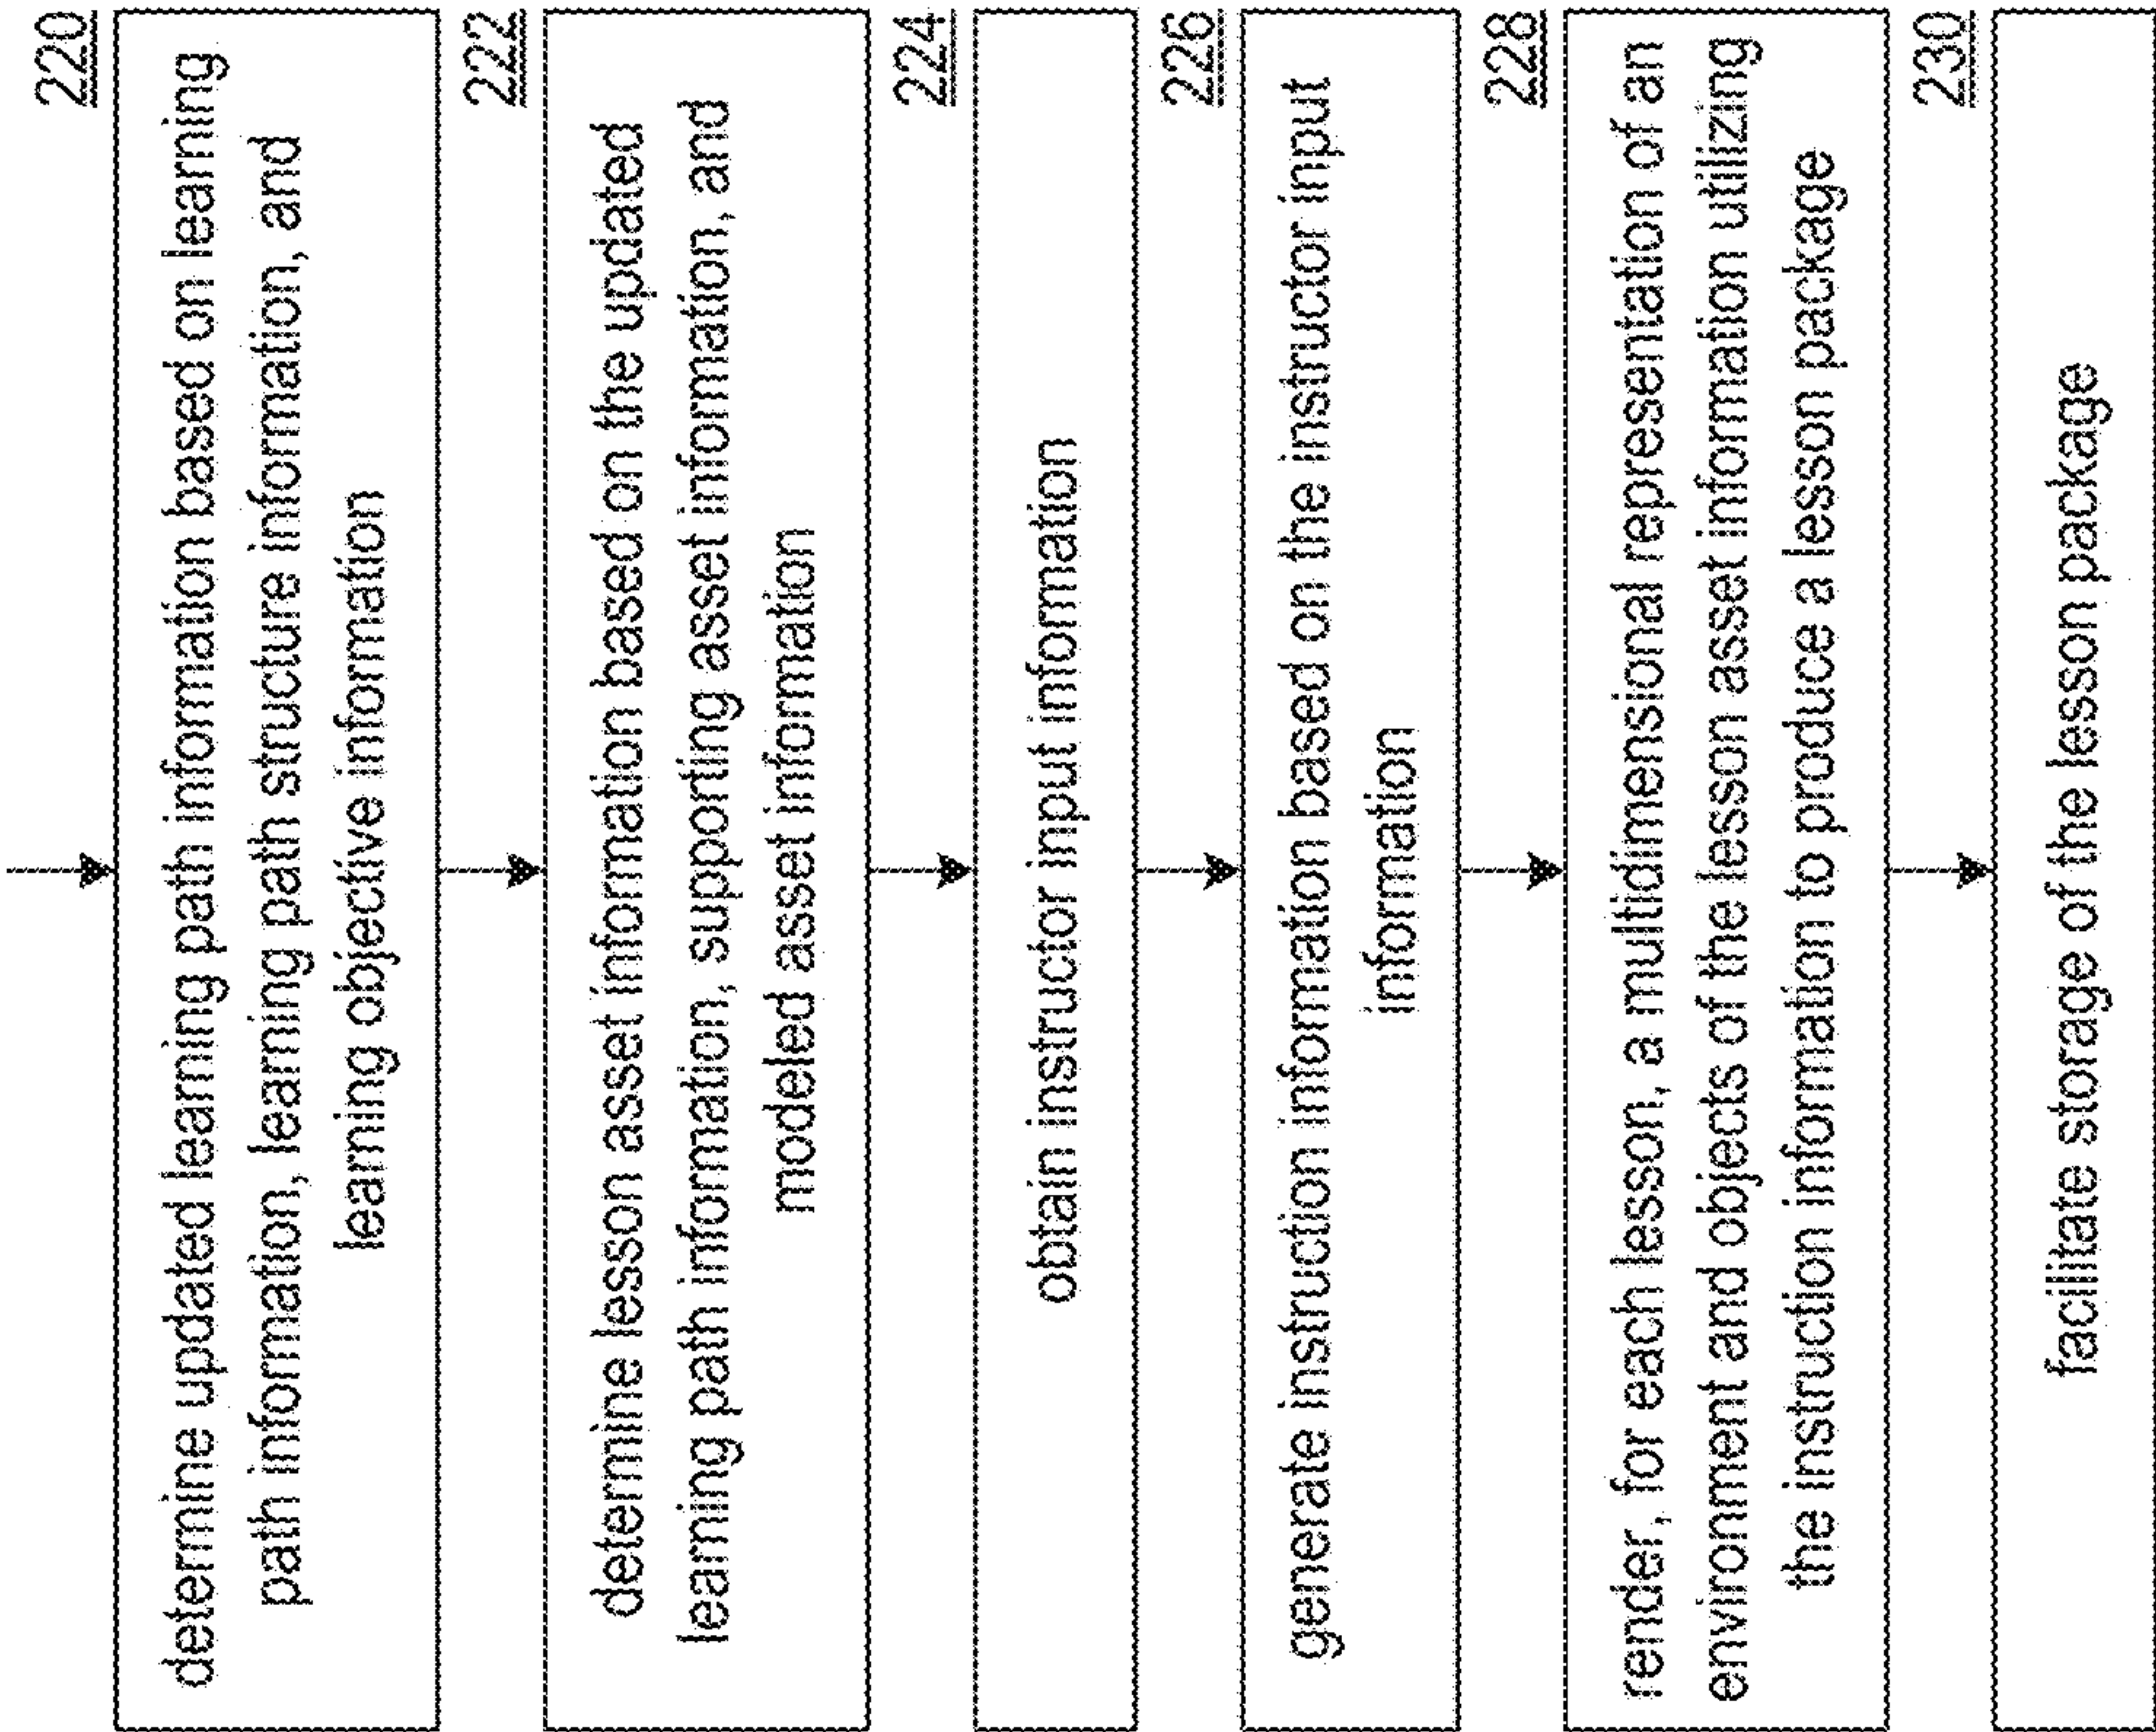 220
determine updated learning path information based on learning
path information, learning path structure information, and
learning objective information
222
determine lesson asset information based on the updated
learning path information, supporting asset information, and
modeled asset information
224
obtain instructor input information
226
generate instruction information based on the instructor input
information
228
render, for each lesson, a multidimensional representation of an
environment and objects of the lesson asset information utilizing
the instruction information to produce a lesson package
230
facilitate storage of the lesson package